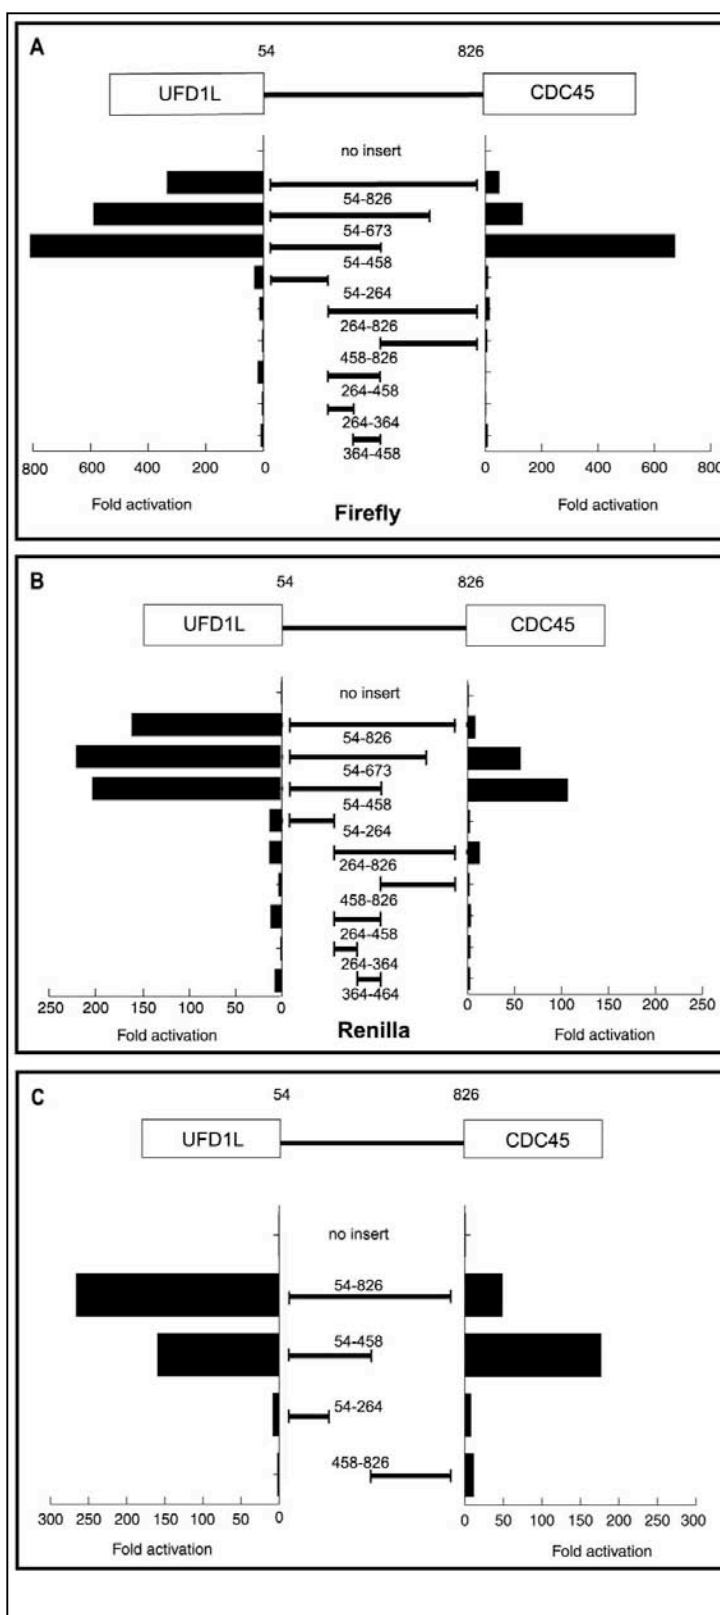 A
54 826
UFD1L CDC45
no insert
54-826
54-673
54-458
54-264
264-826
458-826
264-458
264-364
364-458
800 600 400 200 0 0 200 400 600 800
Fold activation Fold activation
Firefly
B
54 826
UFD1L CDC45
no insert
54-826
54-673
54-458
54-264
264-826
458-826
264-458
264-364
364-464
250 200 150 100 50 0 0 50 100 150 200 250
Fold activation Fold activation
Renilla
C
54 826
UFD1L CDC45
no insert
54-826
54-458
54-264
458-826
300 250 200 150 100 50 0 0 50 100 150 200 250 300
Fold activation Fold activation